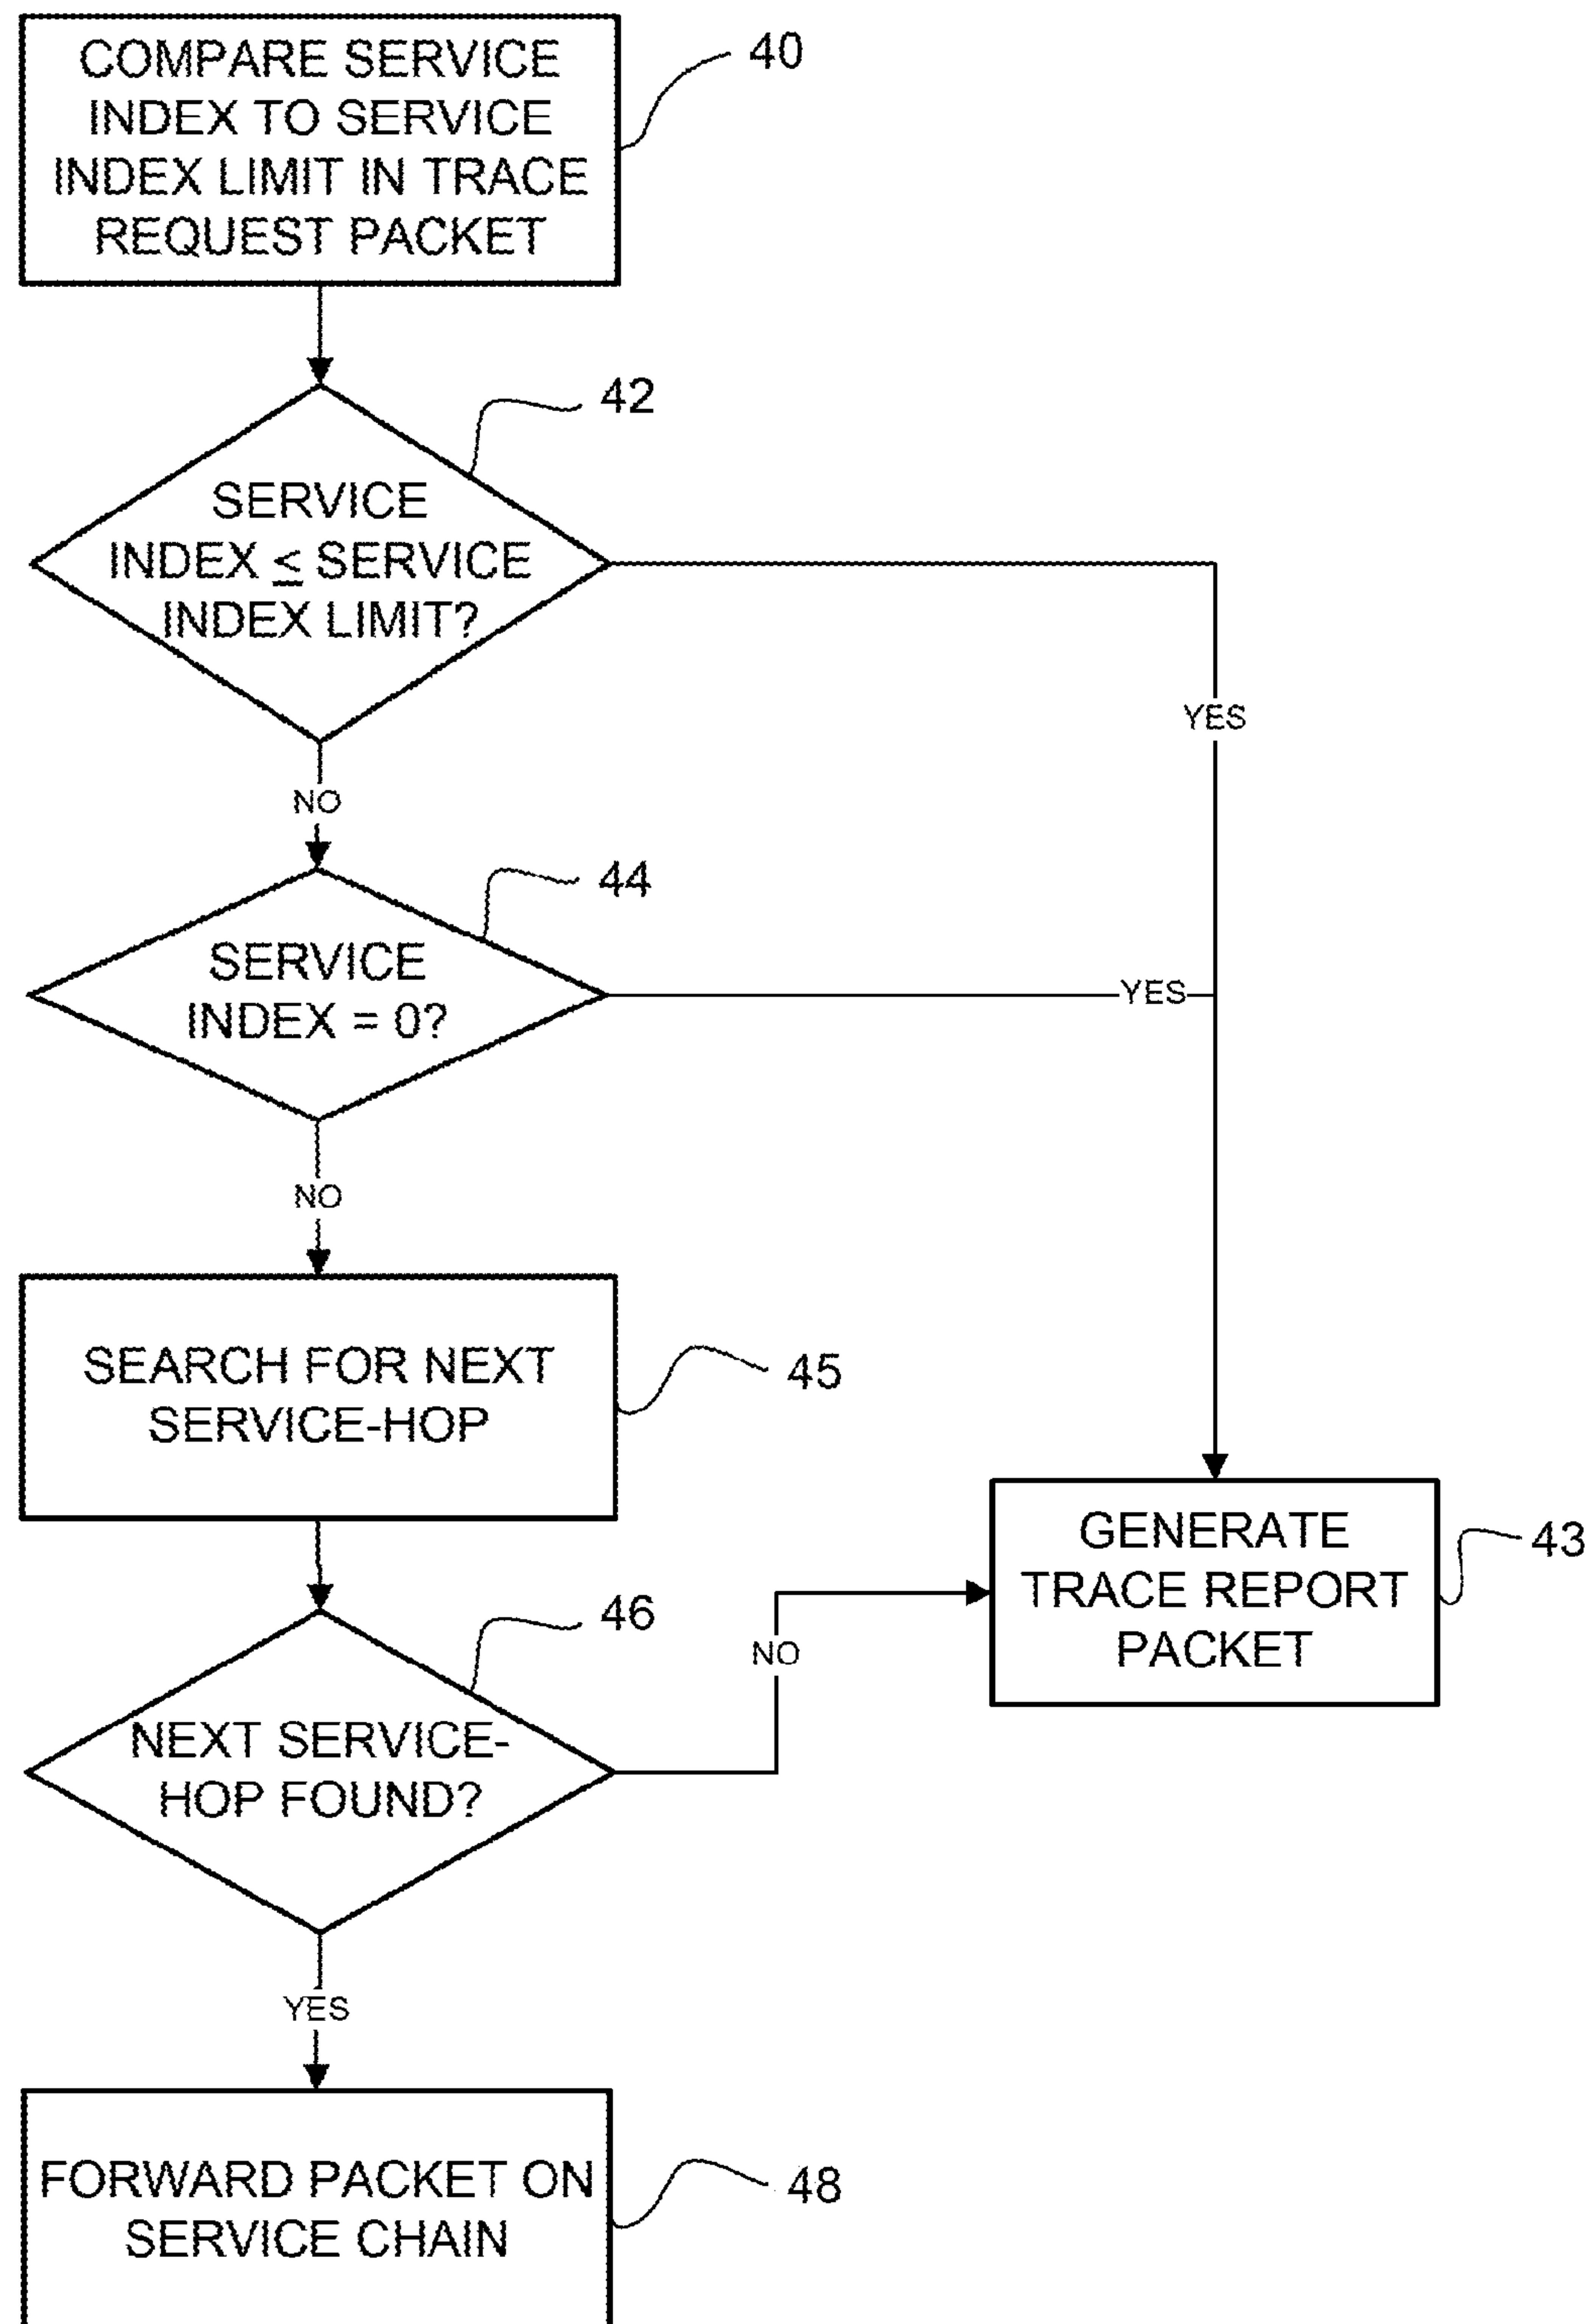 COMPARE SERVICE
INDEX TO SERVICE
INDEX LIMIT IN TRACE
REQUEST PACKET
40
42
SERVICE
INDEX ≤ SERVICE
INDEX LIMIT?
YES
NO
44
SERVICE
INDEX = 0?
YES
NO
SEARCH FOR NEXT
SERVICE-HOP
45
GENERATE
TRACE REPORT
PACKET
43
46
NO
NEXT SERVICE-
HOP FOUND?
YES
FORWARD PACKET ON
SERVICE CHAIN
48